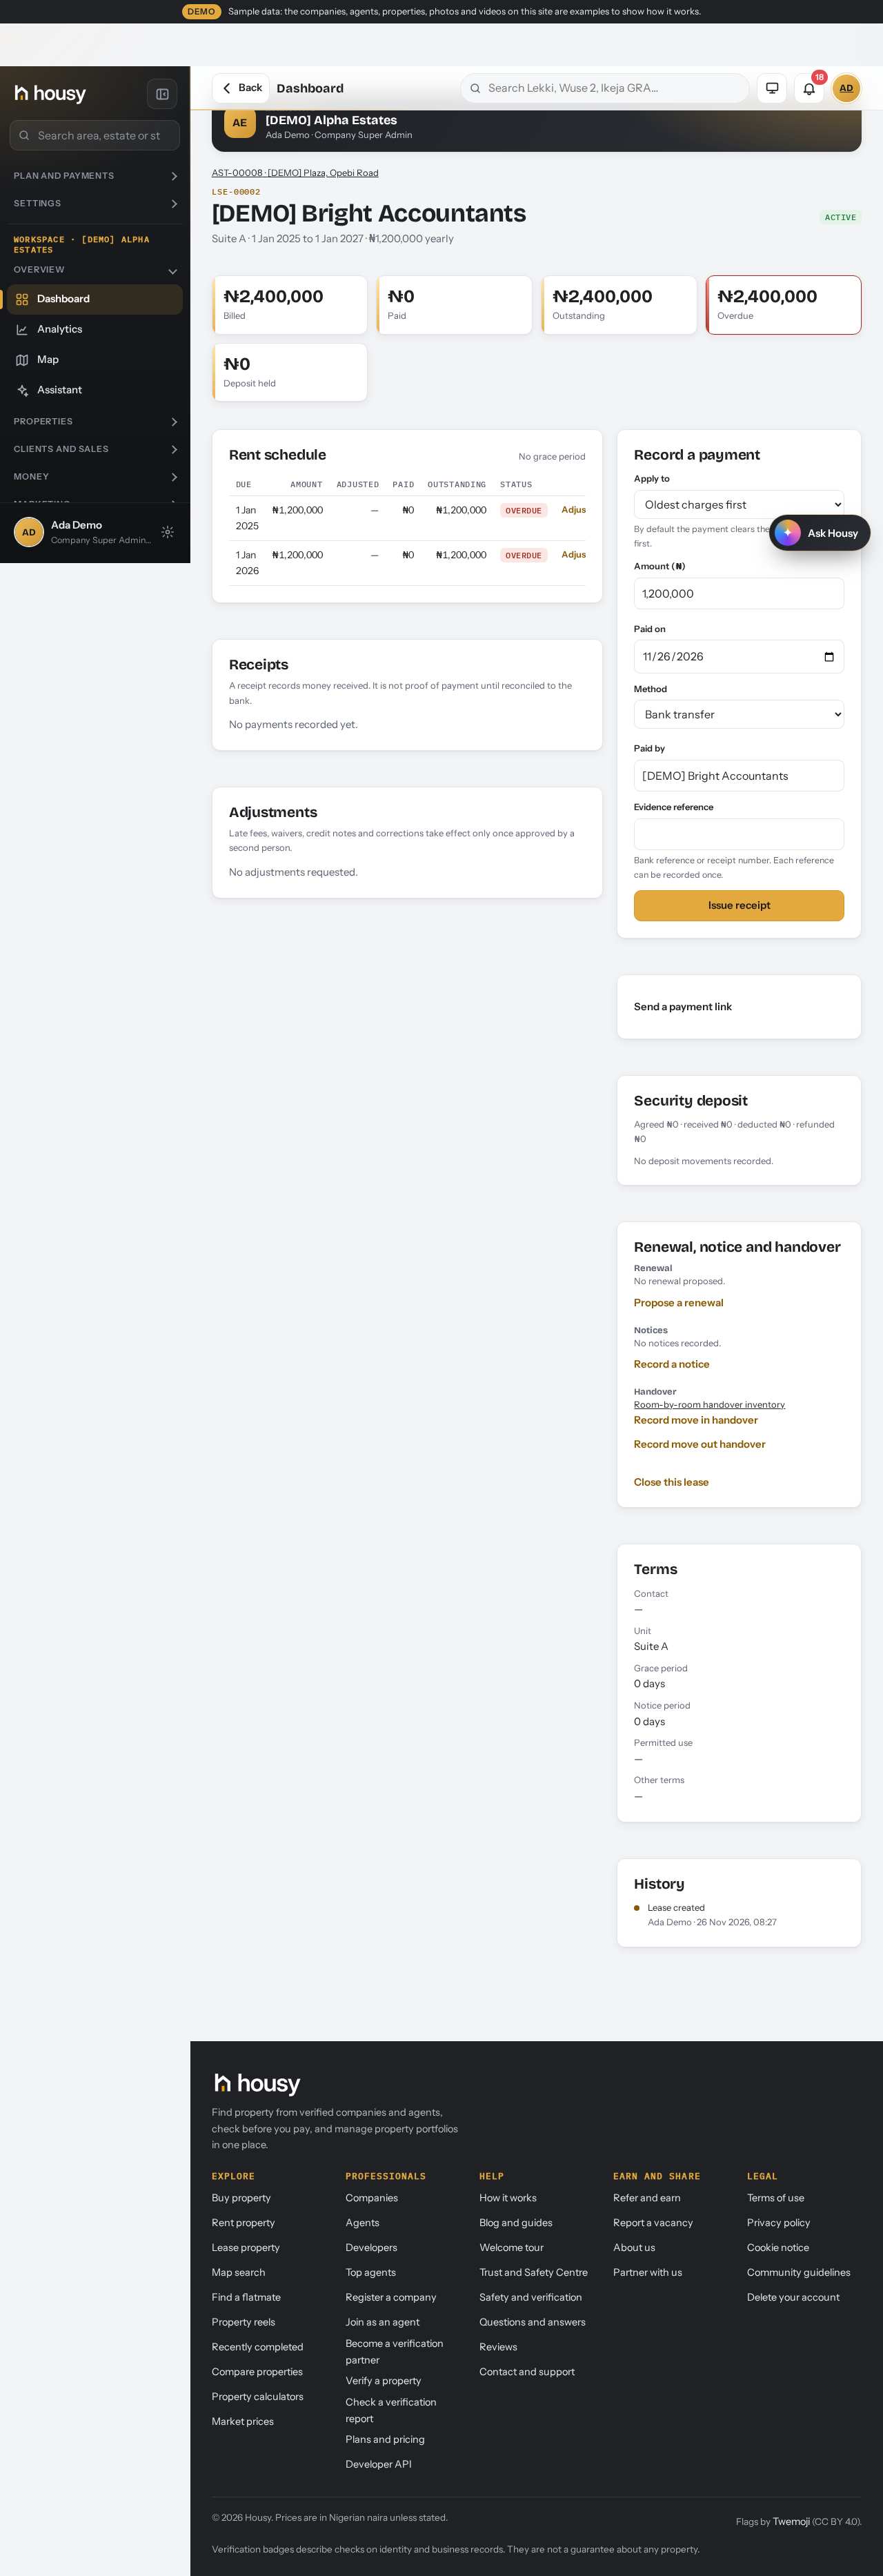 DEMO Sample data: the companies, agents, properties, photos and videos on this site are examples to show how it works.
housy
Back
Dashboard
Search Lekki, Wuse 2, Ikeja GRA...
18
AD
Search area, estate or st
PLAN AND PAYMENTS
SETTINGS
WORKSPACE · [DEMO] ALPHA
ESTATES
OVERVIEW
Dashboard
Analytics
Map
Assistant
PROPERTIES
CLIENTS AND SALES
MONEY
MARKETING
AD
Ada Demo
Company Super Admin...
AE
[DEMO] Alpha Estates
Ada Demo · Company Super Admin
AST-00008 · [DEMO] Plaza, Opebi Road
LSE-00002
[DEMO] Bright Accountants
ACTIVE
Suite A · 1 Jan 2025 to 1 Jan 2027 · ₦1,200,000 yearly
₦2,400,000
Billed
₦0
Paid
₦2,400,000
Outstanding
₦2,400,000
Overdue
₦0
Deposit held
Rent schedule
No grace period
DUE AMOUNT ADJUSTED PAID OUTSTANDING STATUS
1 Jan 2025 ₦1,200,000 — ₦0 ₦1,200,000 OVERDUE Adjus
1 Jan 2026 ₦1,200,000 — ₦0 ₦1,200,000 OVERDUE Adjus
Receipts
A receipt records money received. It is not proof of payment until reconciled to the
bank.
No payments recorded yet.
Adjustments
Late fees, waivers, credit notes and corrections take effect only once approved by a
second person.
No adjustments requested.
Record a payment
Apply to
Oldest charges first
By default the payment clears the
first.
Ask Housy
Amount (₦)
1,200,000
Paid on
11/26/2026
Method
Bank transfer
Paid by
[DEMO] Bright Accountants
Evidence reference
Bank reference or receipt number. Each reference
can be recorded once.
Issue receipt
Send a payment link
Security deposit
Agreed ₦0 · received ₦0 · deducted ₦0 · refunded
₦0
No deposit movements recorded.
Renewal, notice and handover
Renewal
No renewal proposed.
Propose a renewal
Notices
No notices recorded.
Record a notice
Handover
Room-by-room handover inventory
Record move in handover
Record move out handover
Close this lease
Terms
Contact
—
Unit
Suite A
Grace period
0 days
Notice period
0 days
Permitted use
—
Other terms
—
History
Lease created
Ada Demo · 26 Nov 2026, 08:27
housy
Find property from verified companies and agents,
check before you pay, and manage property portfolios
in one place.
EXPLORE
Buy property
Rent property
Lease property
Map search
Find a flatmate
Property reels
Recently completed
Compare properties
Property calculators
Market prices
PROFESSIONALS
Companies
Agents
Developers
Top agents
Register a company
Join as an agent
Become a verification
partner
Verify a property
Check a verification
report
Plans and pricing
Developer API
HELP
How it works
Blog and guides
Welcome tour
Trust and Safety Centre
Safety and verification
Questions and answers
Reviews
Contact and support
EARN AND SHARE
Refer and earn
Report a vacancy
About us
Partner with us
LEGAL
Terms of use
Privacy policy
Cookie notice
Community guidelines
Delete your account
© 2026 Housy. Prices are in Nigerian naira unless stated.
Flags by Twemoji (CC BY 4.0).
Verification badges describe checks on identity and business records. They are not a guarantee about any property.